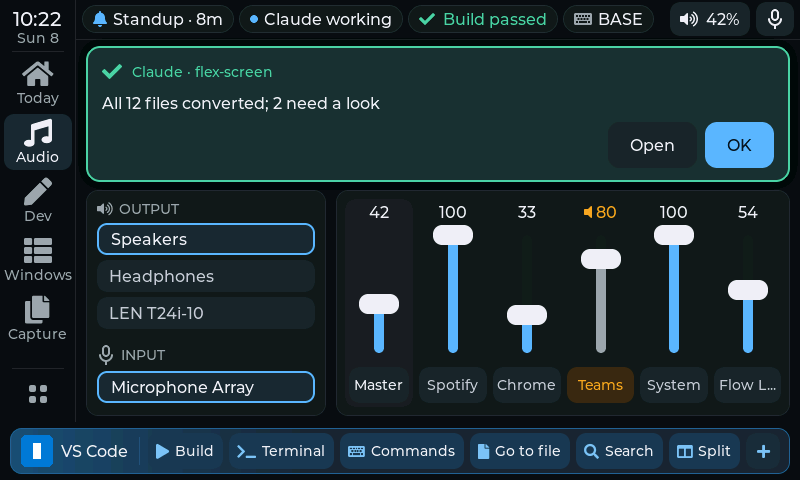 10:22
Sun 8
Standup · 8m
Claude working
Build passed
BASE
42%
Today
Audio
Dev
Windows
Capture
Claude · flex-screen
All 12 files converted; 2 need a look
Open
OK
OUTPUT
Speakers
Headphones
LEN T24i-10
INPUT
Microphone Array
42
100
33
80
100
54
Master
Spotify
Chrome
Teams
System
Flow L...
VS Code
Build
Terminal
Commands
Go to file
Search
Split